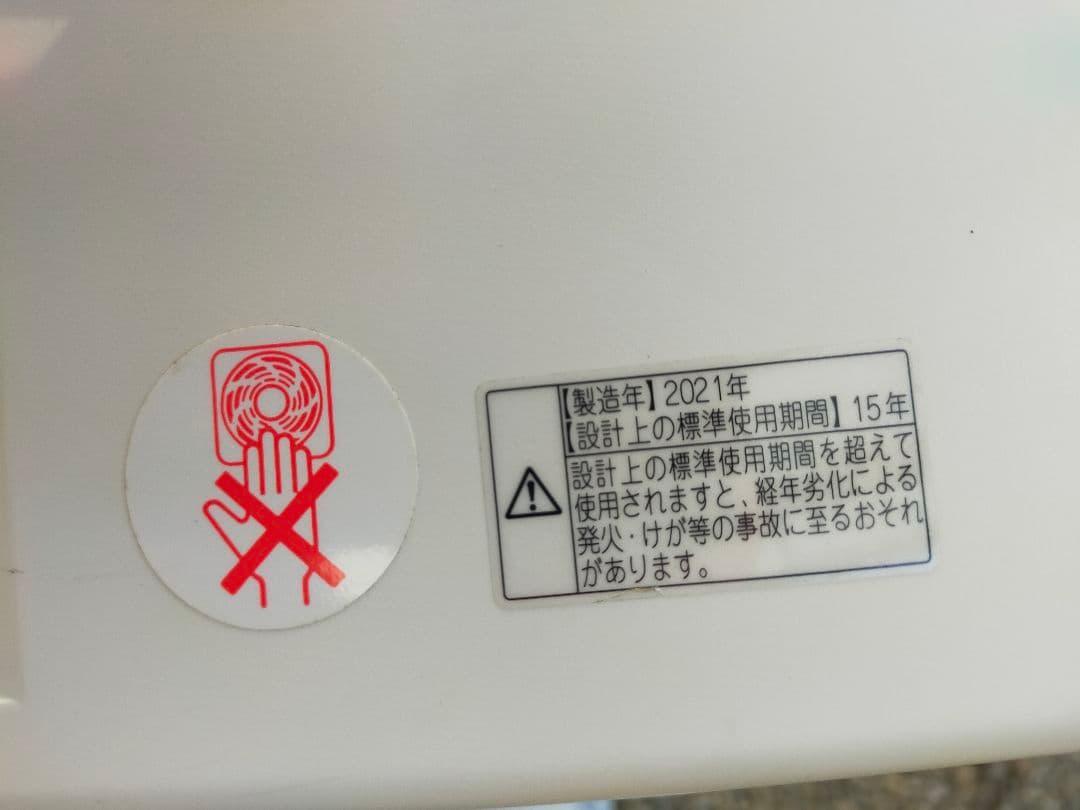 【製造年】2021年
【設計上の標準使用期間】15年
設計上の標準使用期間を超えて
使用されますと、経年劣化による
発火・けが等の事故に至るおそれ
があります。